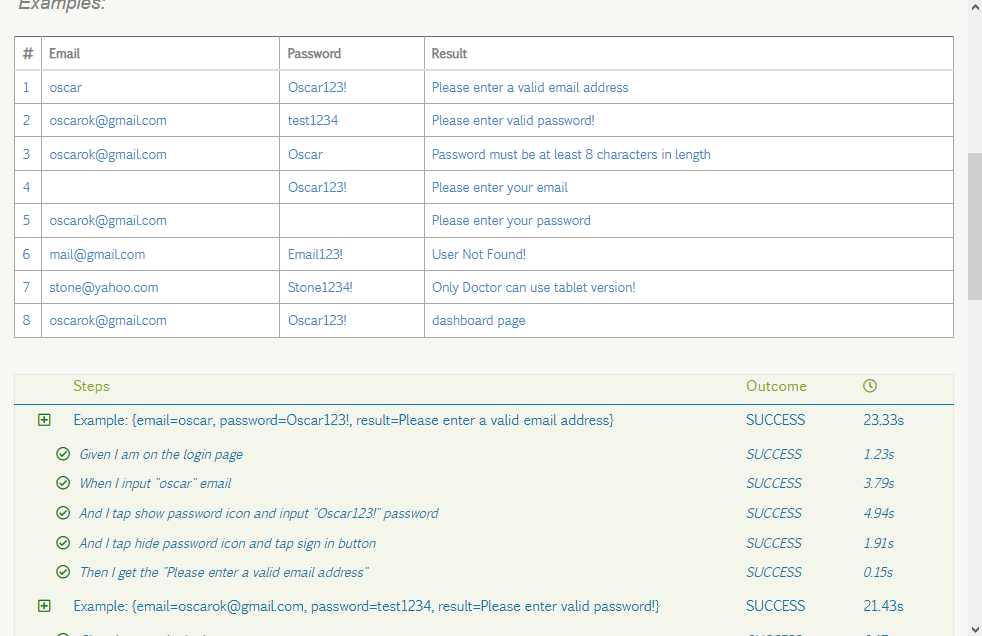 Examples:
# Email Password Result
1 oscar Oscar123! Please enter a valid email address
2 oscarok@gmail.com test1234 Please enter valid password!
3 oscarok@gmail.com Oscar Password must be at least 8 characters in length
4 Oscar123! Please enter your email
5 oscarok@gmail.com Please enter your password
6 mail@gmail.com Email123! User Not Found!
7 stone@yahoo.com Stone1234! Only Doctor can use tablet version!
8 oscarok@gmail.com Oscar123! dashboard page
Steps Outcome
Example: {email=oscar, password=Oscar123!, result=Please enter a valid email address} SUCCESS 23.33s
Given I am on the login page SUCCESS 1.23s
When I input "oscar" email SUCCESS 3.79s
And I tap show password icon and input "Oscar123!" password SUCCESS 4.94s
And I tap hide password icon and tap sign in button SUCCESS 1.91s
Then I get the "Please enter a valid email address" SUCCESS 0.15s
Example: {email=oscarok@gmail.com, password=test1234, result=Please enter valid password!} SUCCESS 21.43s